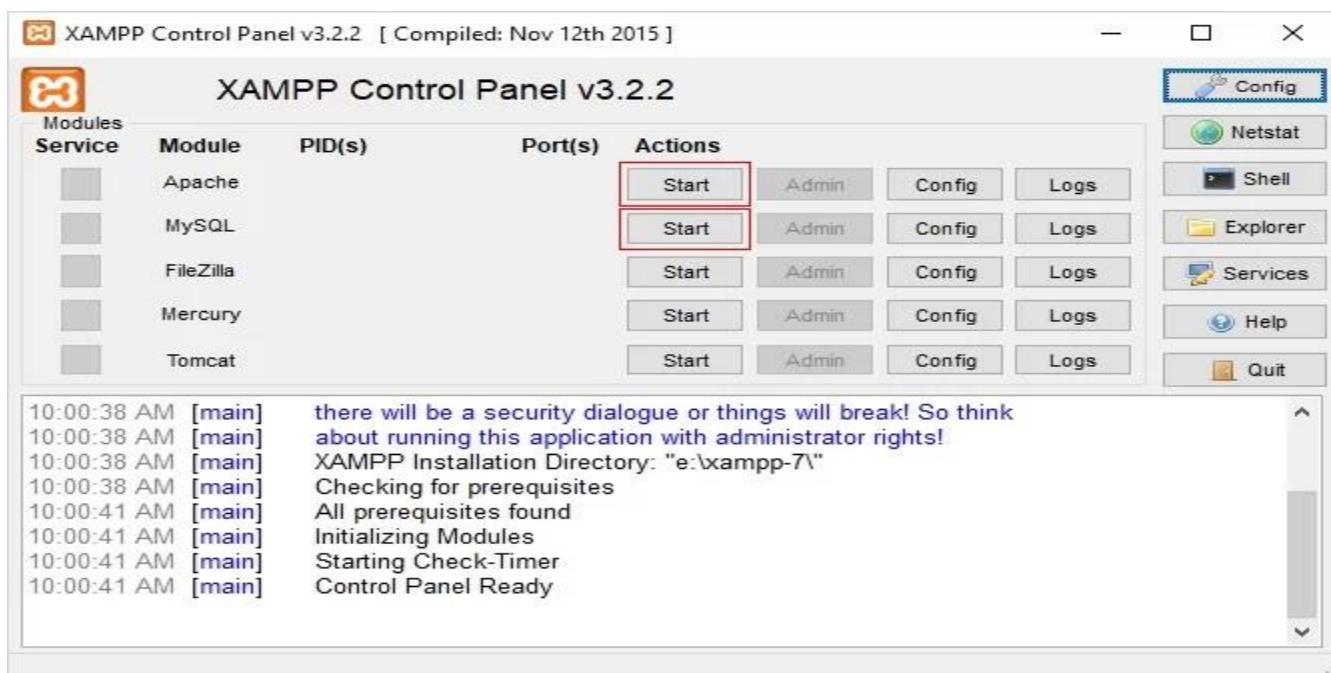 XAMPP Control Panel v3.2.2 [ Compiled: Nov 12th 2015 ]
XAMPP Control Panel v3.2.2
Config
Modules
Netstat
Service Module PID(s) Port(s) Actions
Apache Start Admin Config Logs
Shell
MySQL Start Admin Config Logs
Explorer
FileZilla Start Admin Config Logs
Services
Mercury Start Admin Config Logs
Help
Tomcat Start Admin Config Logs
Quit
10:00:38 AM [main] there will be a security dialogue or things will break! So think
10:00:38 AM [main] about running this application with administrator rights!
10:00:38 AM [main] XAMPP Installation Directory: "e:\xampp-7\"
10:00:38 AM [main] Checking for prerequisites
10:00:41 AM [main] All prerequisites found
10:00:41 AM [main] Initializing Modules
10:00:41 AM [main] Starting Check-Timer
10:00:41 AM [main] Control Panel Ready